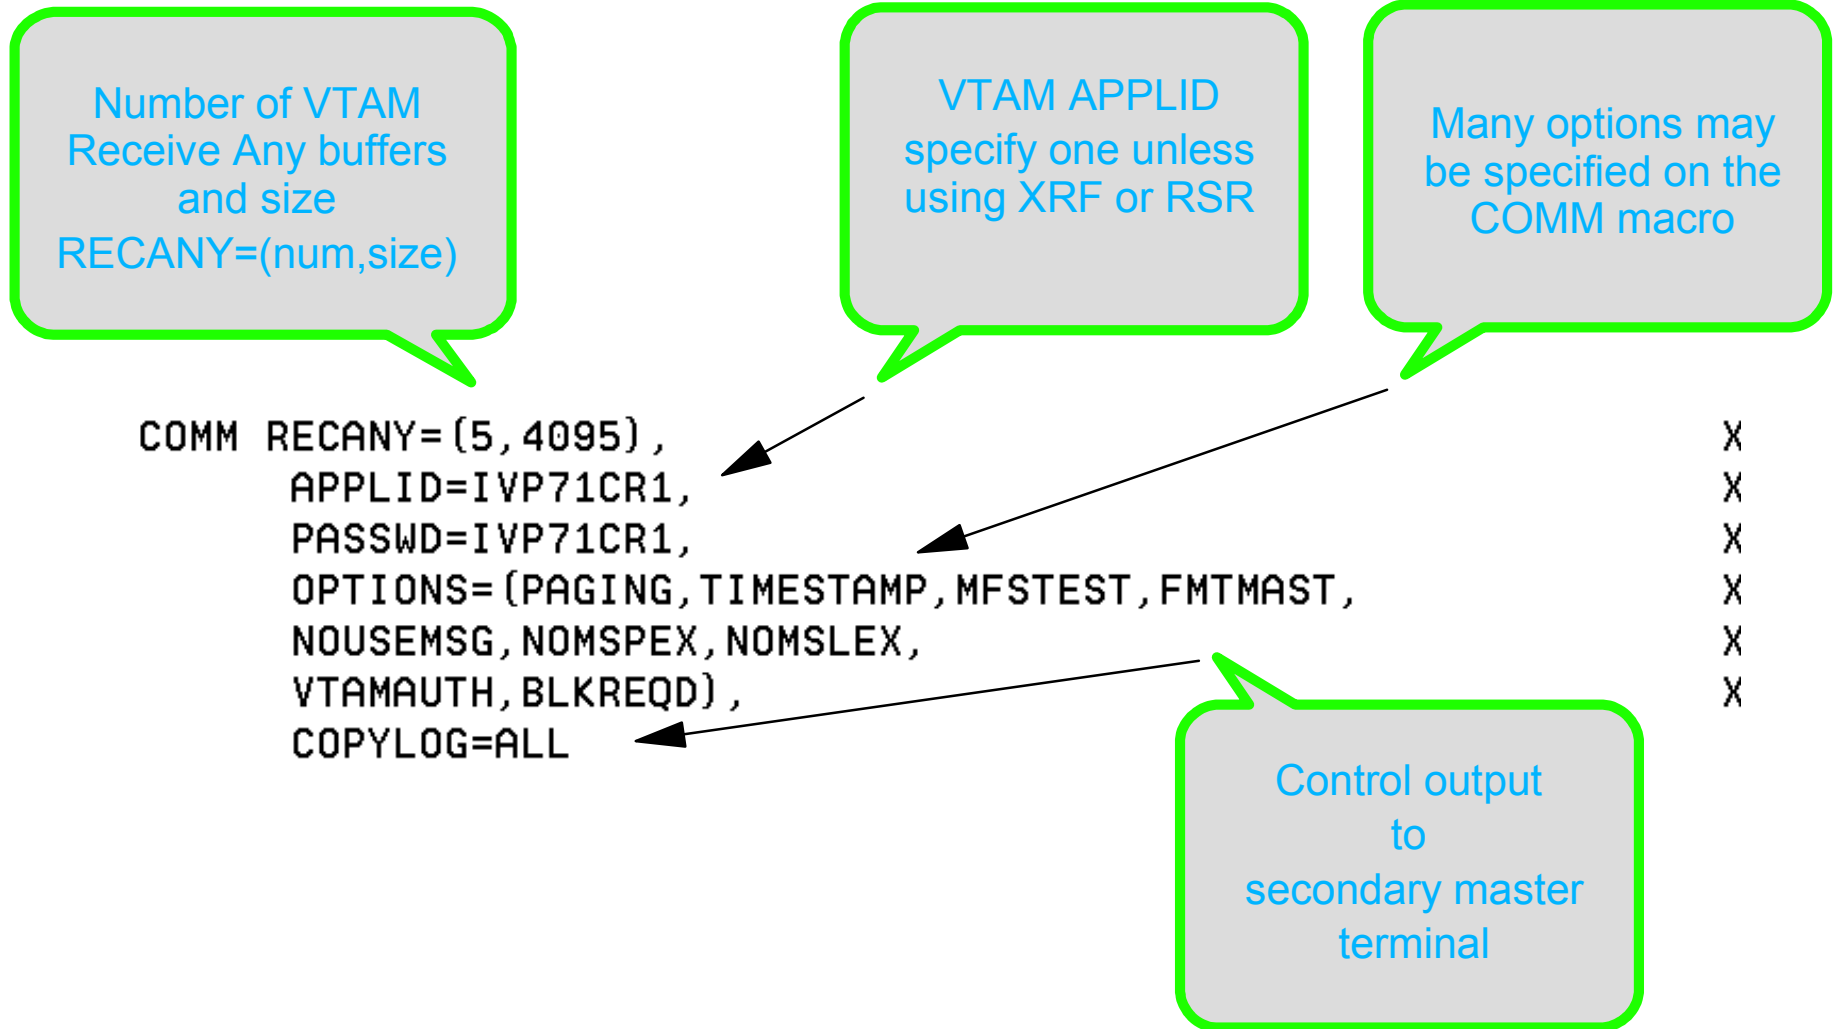 Number of VTAM
Receive Any buffers
and size
RECANY=(num,size)
VTAM APPLID
specify one unless
using XRF or RSR
Many options may
be specified on the
COMM macro
COMM RECANY=(5,4095), X
APPLID=IVP71CR1, X
PASSWD=IVP71CR1, X
OPTIONS=(PAGING,TIMESTAMP,MFSTEST,FMTMAST, X
NOUSEMSG,NOMSPEX,NOMSLEX, X
VTAMAUTH,BLKREQD), X
COPYLOG=ALL
Control output
to
secondary master
terminal